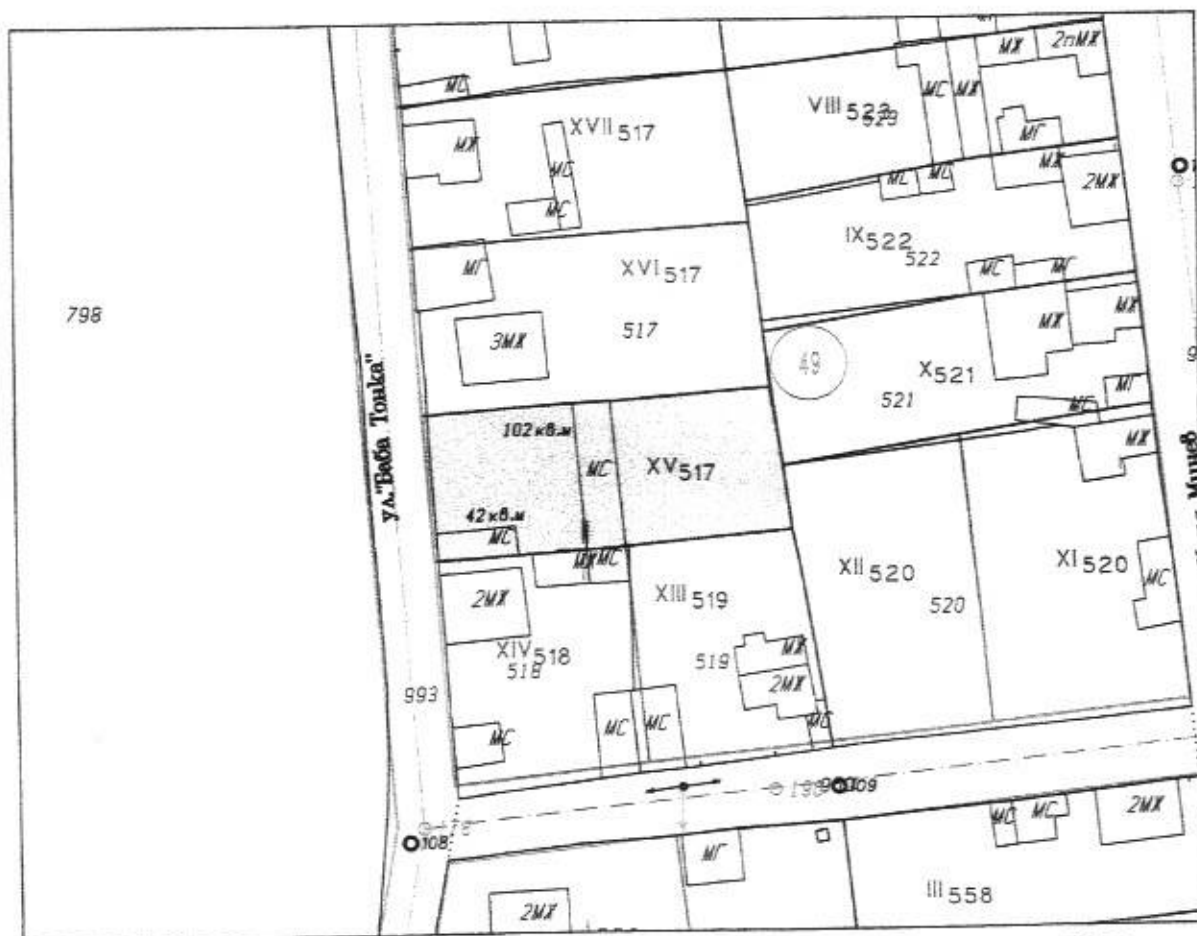 МС
МЖ
2пМЖ
VIII 523
523
МС
МЖ
XVII 517
МЖ
МГ
МС
МС
МС
МС
МЖ
2МЖ
IX 522
522
МГ
XVI 517
МС
МГ
798
517
3МЖ
49
МЖ
МЖ
X 521
521
МГ
МС
ул."Баба Тонка"
102 кв.м
МС
XV 517
МЖ
42 кв.м
МС
МЖ
МС
XII 520
520
XI 520
МС
2МЖ
XIV 518
518
XIII 519
519
МЖ
2МЖ
993
МС
МС
МС
МС
109
108
МГ
МС
МС
2МЖ
III 558
2МЖ